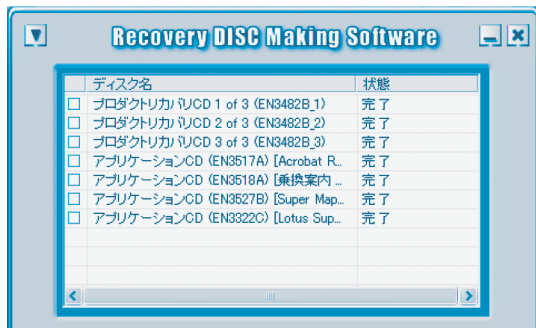 Recovery DISC Making Software
ディスク名 状態
プロダクトリカバリCD 1 of 3 (EN3482B_1) 完了
プロダクトリカバリCD 2 of 3 (EN3482B_2) 完了
プロダクトリカバリCD 3 of 3 (EN3482B_3) 完了
アプリケーションCD (EN3517A) [Acrobat R... 完了
アプリケーションCD (EN3518A) [乗換案内 ... 完了
アプリケーションCD (EN3527B) [Super Map... 完了
アプリケーションCD (EN3322C) [Lotus Sup... 完了